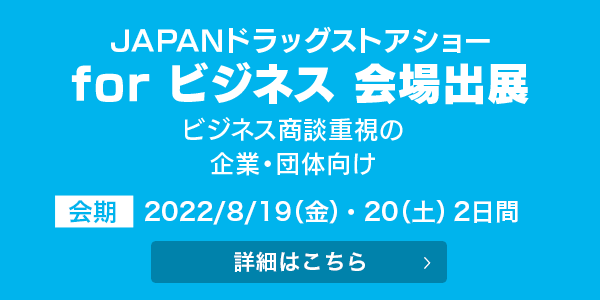 JAPANドラッグストアショー
for ビジネス 会場出展
ビジネス商談重視の
企業・団体向け
会期 2022/8/19(金)・20(土) 2日間
詳細はこちら